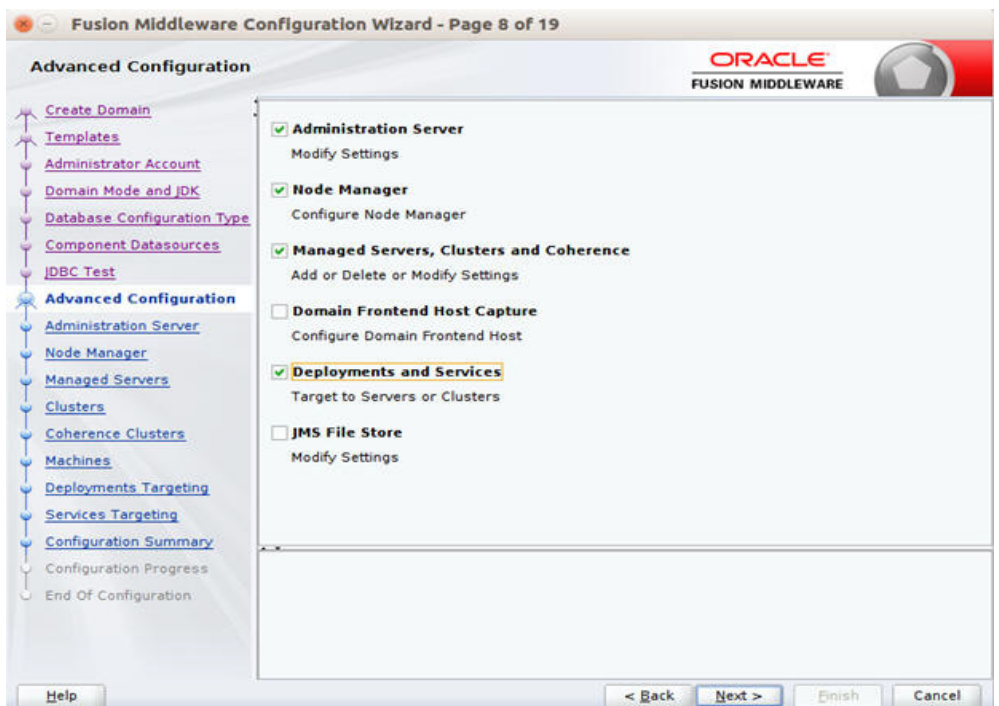 Fusion Middleware Configuration Wizard - Page 8 of 19
Advanced Configuration
ORACLE
FUSION MIDDLEWARE
Create Domain
Templates
Administrator Account
Domain Mode and JDK
Database Configuration Type
Component Datasources
JDBC Test
Advanced Configuration
Administration Server
Node Manager
Managed Servers
Clusters
Coherence Clusters
Machines
Deployments Targeting
Services Targeting
Configuration Summary
Configuration Progress
End Of Configuration
Administration Server
Modify Settings
Node Manager
Configure Node Manager
Managed Servers, Clusters and Coherence
Add or Delete or Modify Settings
Domain Frontend Host Capture
Configure Domain Frontend Host
Deployments and Services
Target to Servers or Clusters
JMS File Store
Modify Settings
Help
< Back
Next >
Finish
Cancel